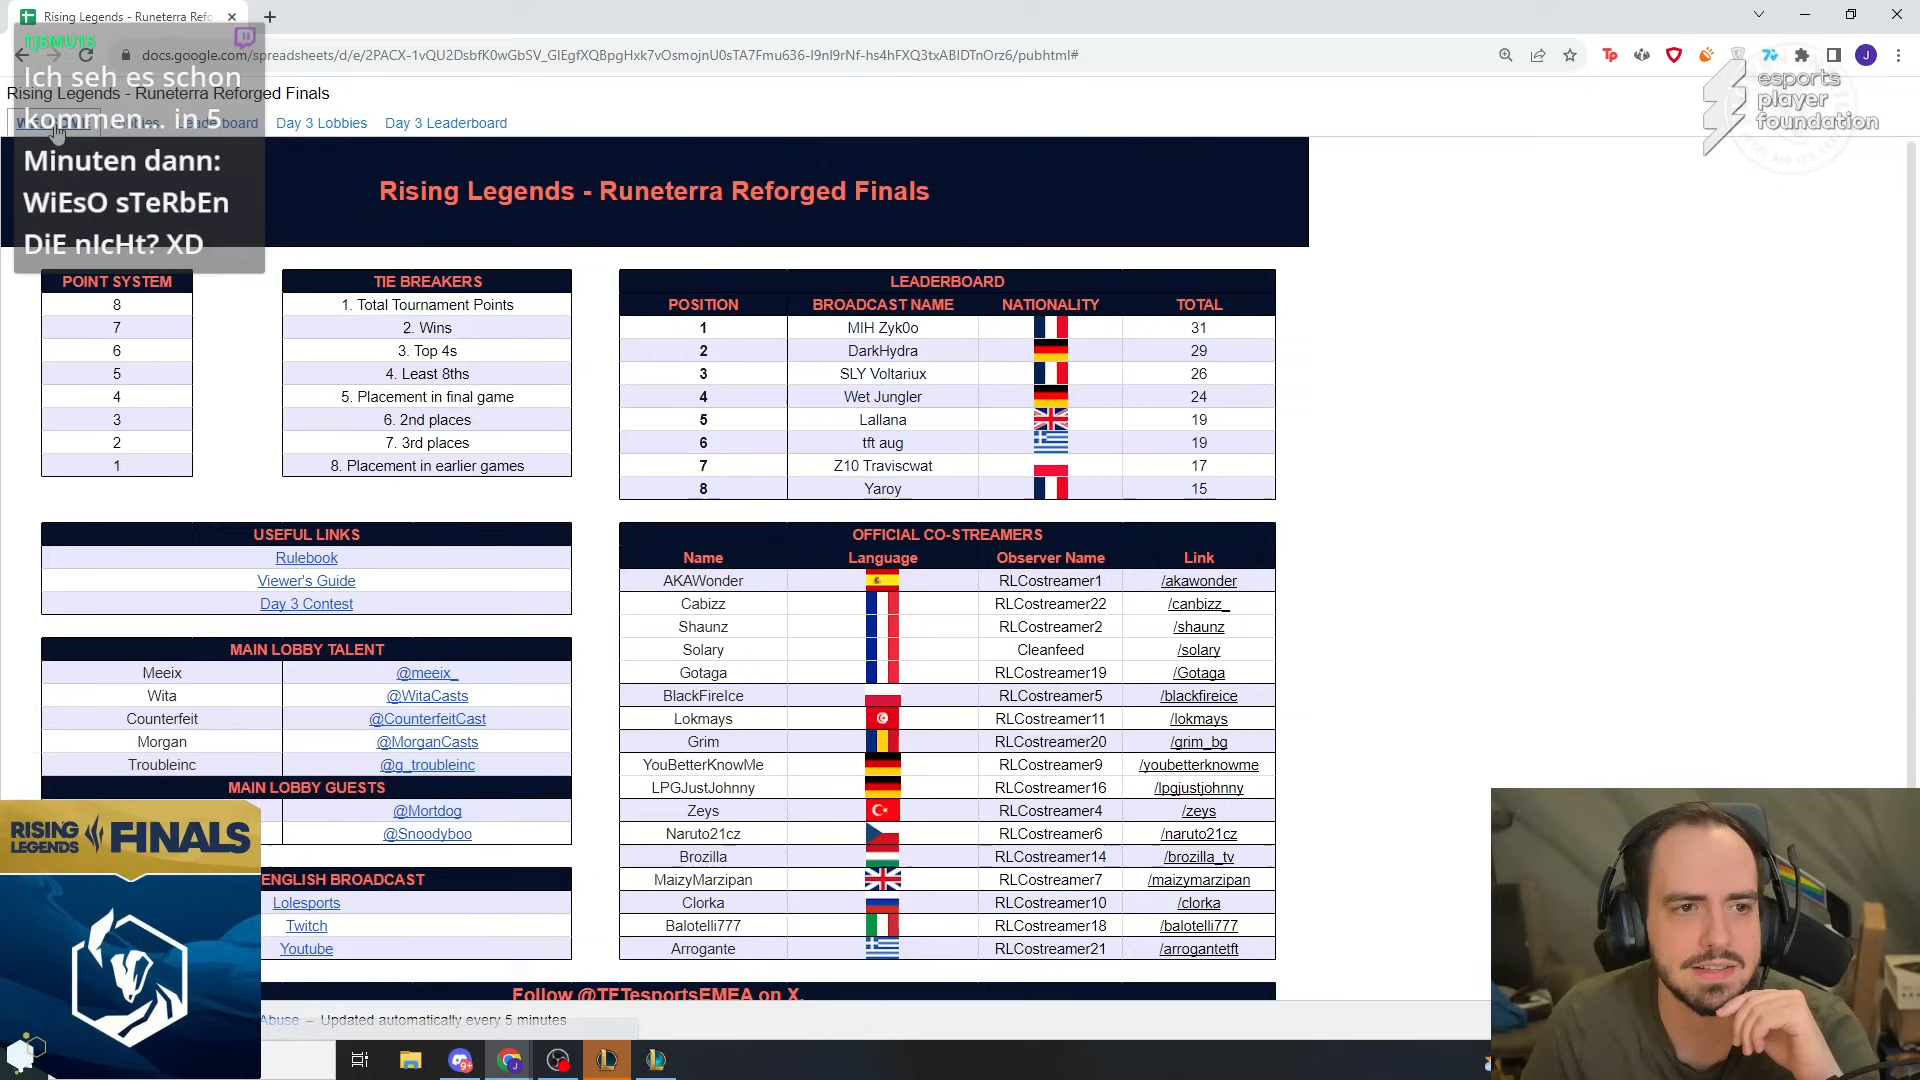 Rising Legends - Runeterra Refo
docs.google.com/spreadsheets/d/e/2PACX-1vQU2DsbfK0wGbSV_GIEgfXQBpgHxk7vOsmojnU0sTA7Fmu636-I9nI9rNf-hs4hFXQ3txABIDTnOrz6/pubhtml#
TJEMUTS
Ich seh es schon
kommen... in 5
Minuten dann:
WiEsO sTeRbEn
DiE nIcHt? XD
Rising Legends - Runeterra Reforged Finals
Day 3 Lobbies
Day 3 Leaderboard
esports
player
foundation
Rising Legends - Runeterra Reforged Finals
POINT SYSTEM
8
7
6
5
4
3
2
1
TIE BREAKERS
1. Total Tournament Points
2. Wins
3. Top 4s
4. Least 8ths
5. Placement in final game
6. 2nd places
7. 3rd places
8. Placement in earlier games
LEADERBOARD
POSITION BROADCAST NAME NATIONALITY TOTAL
1 MIH Zyk0o 31
2 DarkHydra 29
3 SLY Voltariux 26
4 Wet Jungler 24
5 Lallana 19
6 tft aug 19
7 Z10 Traviscwat 17
8 Yaroy 15
USEFUL LINKS
Rulebook
Viewer's Guide
Day 3 Contest
MAIN LOBBY TALENT
Meeix @meeix_
Wita @WitaCasts
Counterfeit @CounterfeitCast
Morgan @MorganCasts
Troubleinc @g_troubleinc
MAIN LOBBY GUESTS
@Mortdog
@Snoodyboo
ENGLISH BROADCAST
Lolesports
Twitch
Youtube
OFFICIAL CO-STREAMERS
Name Language Observer Name Link
AKAWonder RLCostreamer1 /akawonder
Cabizz RLCostreamer22 /canbizz_
Shaunz RLCostreamer2 /shaunz
Solary Cleanfeed /solary
Gotaga RLCostreamer19 /Gotaga
BlackFireIce RLCostreamer5 /blackfireice
Lokmays RLCostreamer11 /lokmays
Grim RLCostreamer20 /grim_bg
YouBetterKnowMe RLCostreamer9 /youbetterknowme
LPGJustJohnny RLCostreamer16 /lpgjustjohnny
Zeys RLCostreamer4 /zeys
Naruto21cz RLCostreamer6 /naruto21cz
Brozilla RLCostreamer14 /brozilla_tv
MaizyMarzipan RLCostreamer7 /maizymarzipan
Clorka RLCostreamer10 /clorka
Balotelli777 RLCostreamer18 /balotelli777
Arrogante RLCostreamer21 /arrogantetft
Follow @TFTesportsEMEA on X.
Abuse – Updated automatically every 5 minutes
RISING
LEGENDS
FINALS